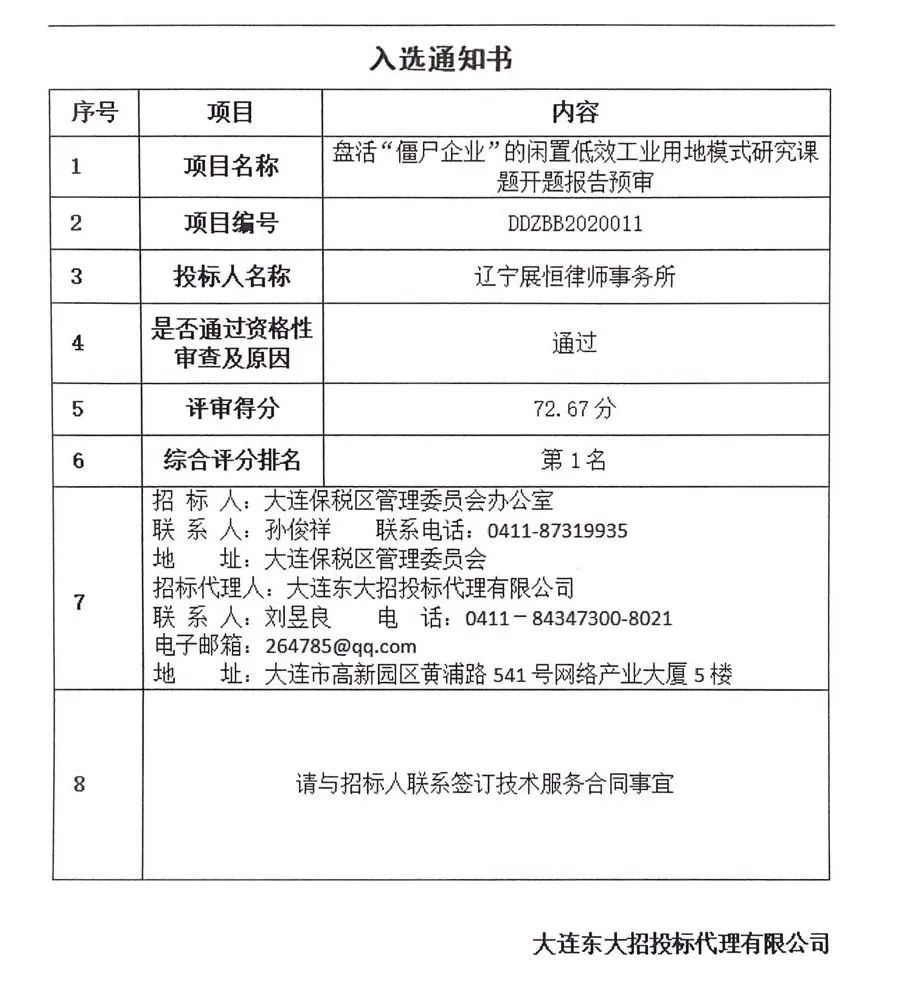 入选通知书
序号 项目 内容
1 项目名称 盘活“僵尸企业”的闲置低效工业用地模式研究课
题开题报告预审
2 项目编号 DDZBB2020011
3 投标人名称 辽宁展恒律师事务所
4 是否通过资格性
审查及原因 通过
5 评审得分 72.67分
6 综合评分排名 第1名
7
招 标 人：大连保税区管理委员会办公室
联 系 人：孙俊祥 联系电话：0411-87319935
地 址：大连保税区管理委员会
招标代理人：大连东大招投标代理有限公司
联 系 人：刘昱良 电 话：0411－84347300-8021
电子邮箱：264785@qq.com
地 址：大连市高新园区黄浦路 541 号网络产业大厦 5 楼
8 请与招标人联系签订技术服务合同事宜
大连东大招投标代理有限公司